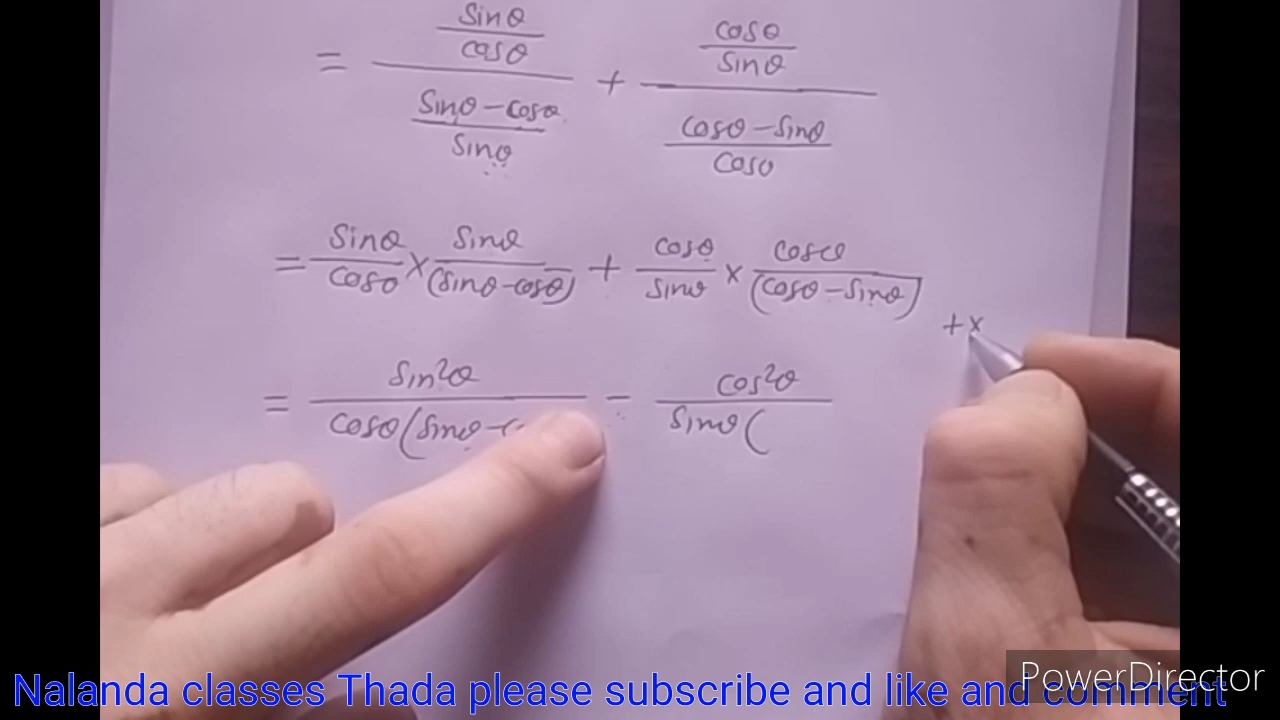 = (sinθ/cosθ)/((sinθ-cosθ)/sinθ) + (cosθ/sinθ)/((cosθ-sinθ)/cosθ)
= sinθ/cosθ × sinθ/(sinθ-cosθ) + cosθ/sinθ × cosθ/(cosθ-sinθ)
+×
= sin²θ/cosθ(sinθ- - cos²θ/sinθ(
Nalanda classes Thada please subscribe and like and comment
PowerDirector